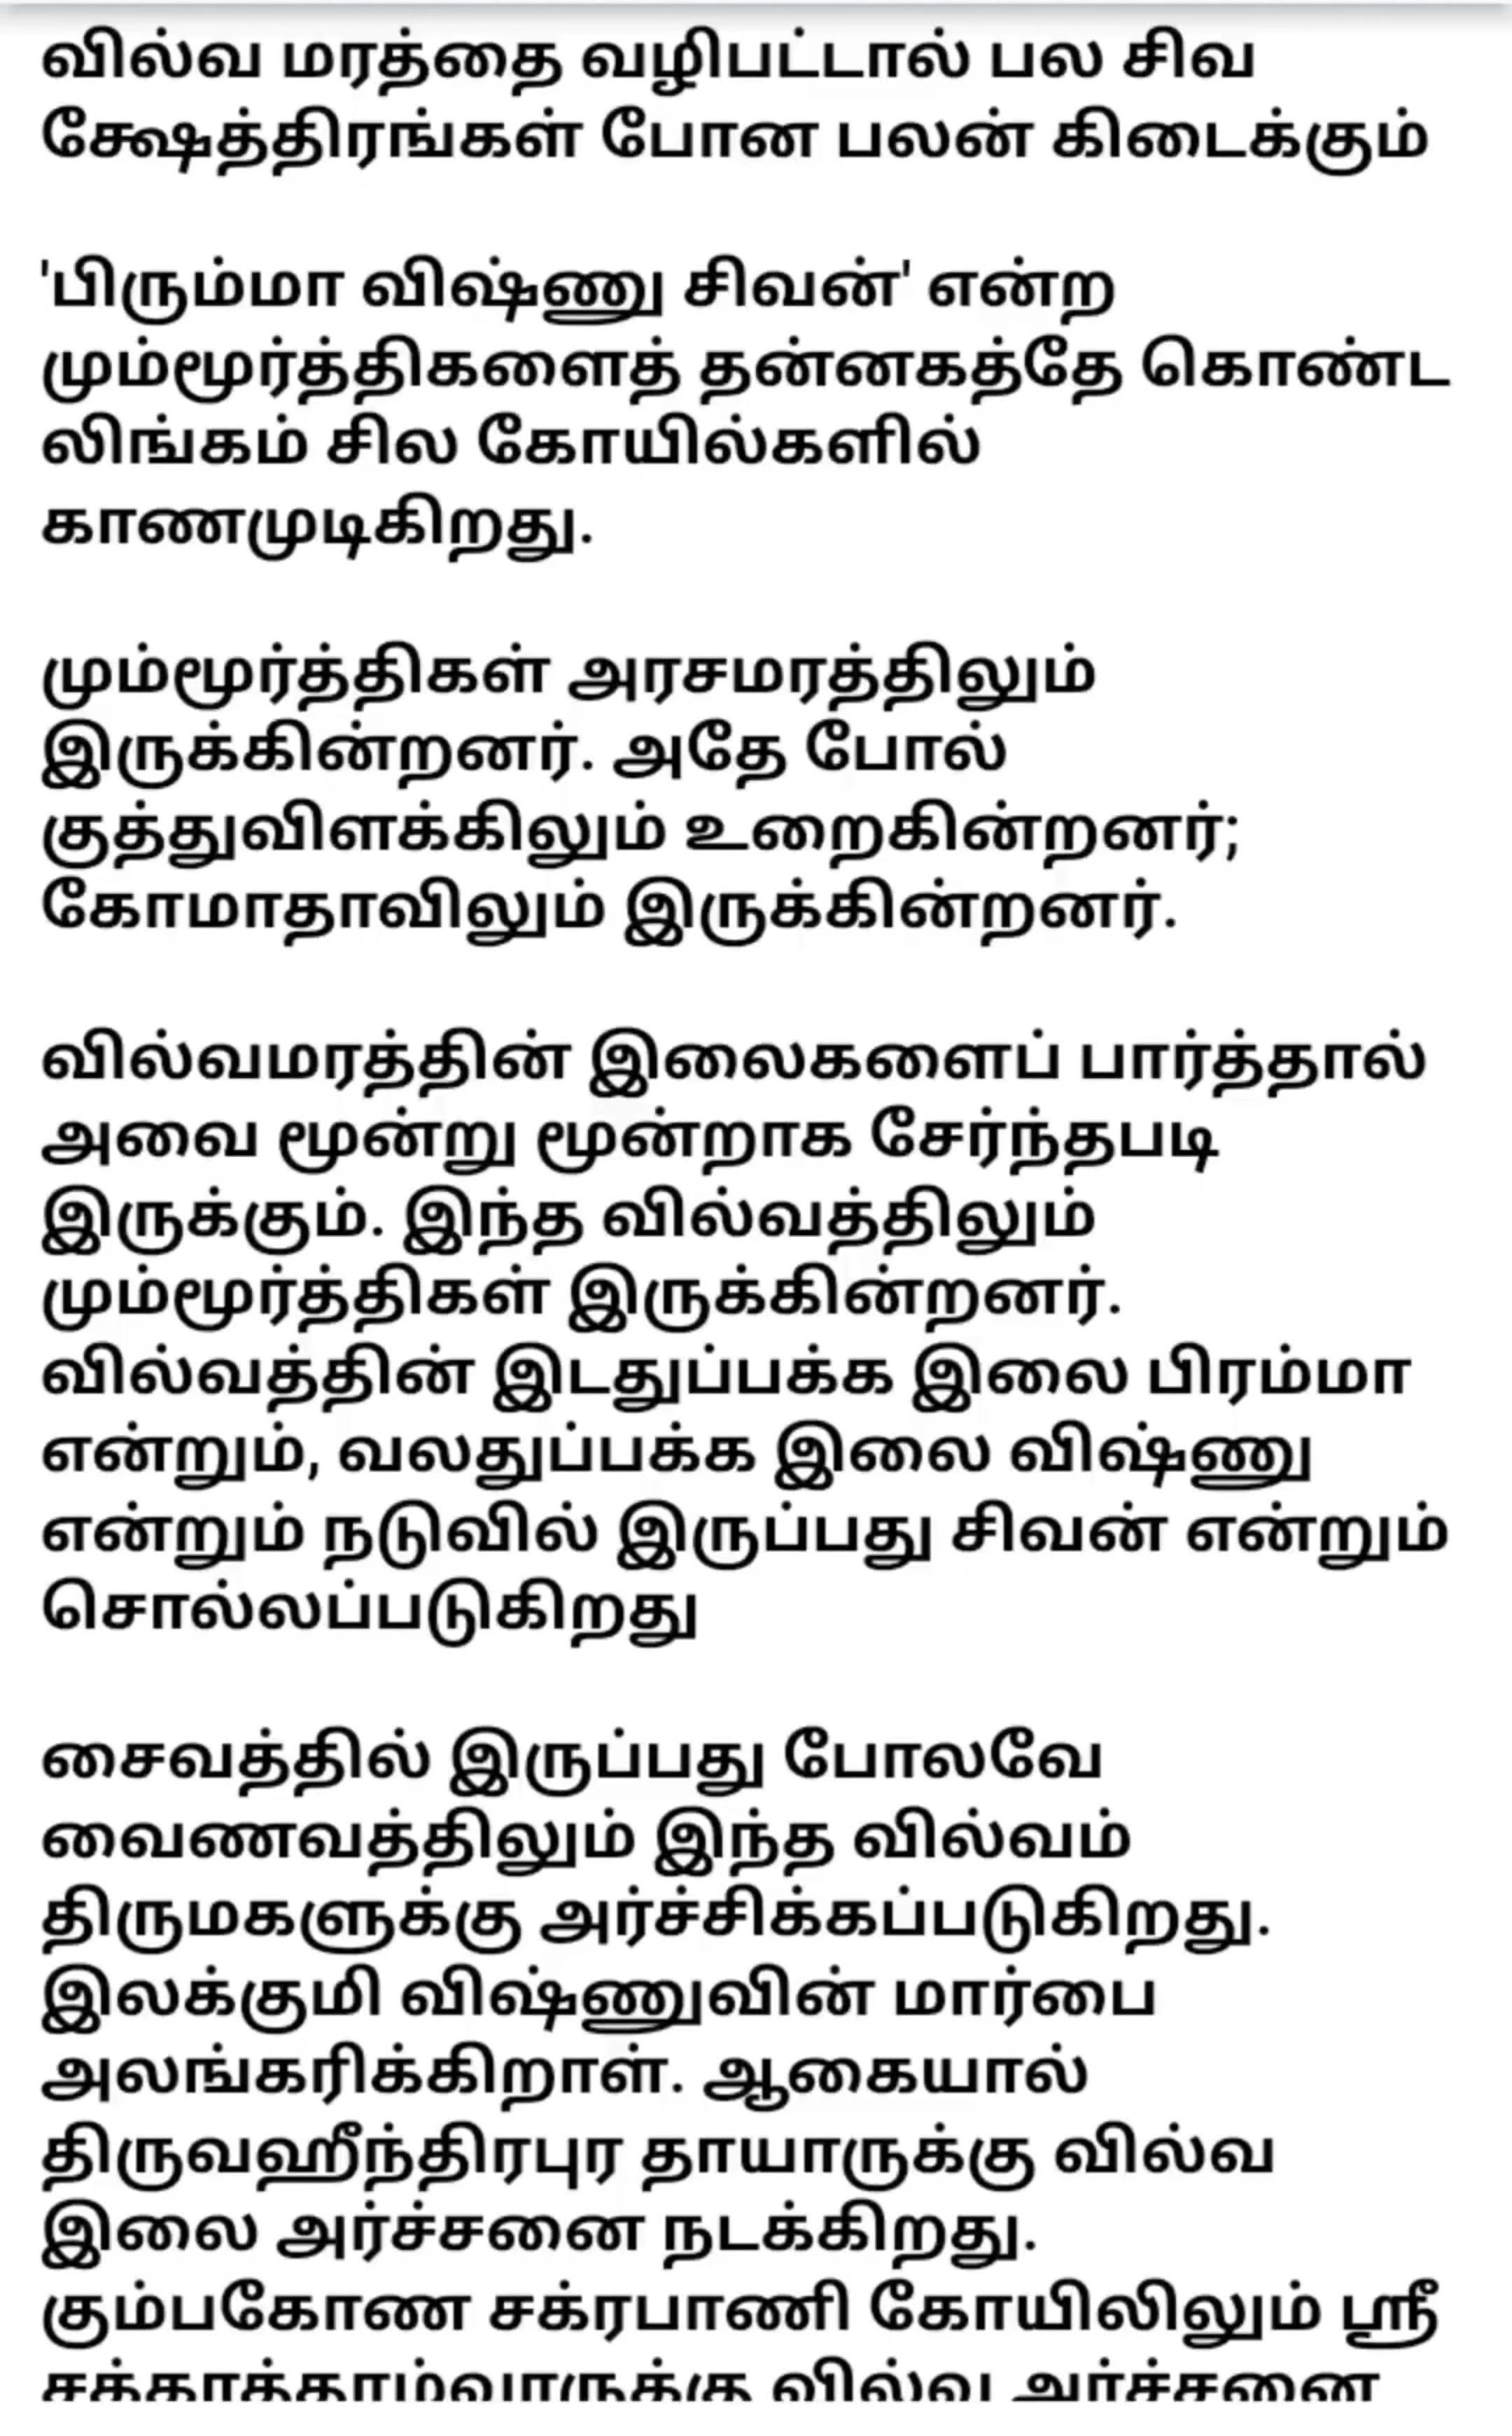 வில்வ மரத்தை வழிபட்டால் பல சிவ
க்ஷேத்திரங்கள் போன பலன் கிடைக்கும்
'பிரும்மா விஷ்ணு சிவன்' என்ற
மும்மூர்த்திகளைத் தன்னகத்தே கொண்ட
லிங்கம் சில கோயில்களில்
காணமுடிகிறது.
மும்மூர்த்திகள் அரசமரத்திலும்
இருக்கின்றனர். அதே போல்
குத்துவிளக்கிலும் உறைகின்றனர்;
கோமாதாவிலும் இருக்கின்றனர்.
வில்வமரத்தின் இலைகளைப் பார்த்தால்
அவை மூன்று மூன்றாக சேர்ந்தபடி
இருக்கும். இந்த வில்வத்திலும்
மும்மூர்த்திகள் இருக்கின்றனர்.
வில்வத்தின் இடதுப்பக்க இலை பிரம்மா
என்றும், வலதுப்பக்க இலை விஷ்ணு
என்றும் நடுவில் இருப்பது சிவன் என்றும்
சொல்லப்படுகிறது
சைவத்தில் இருப்பது போலவே
வைணவத்திலும் இந்த வில்வம்
திருமகளுக்கு அர்ச்சிக்கப்படுகிறது.
இலக்குமி விஷ்ணுவின் மார்பை
அலங்கரிக்கிறாள். ஆகையால்
திருவஹீந்திரபுர தாயாருக்கு வில்வ
இலை அர்ச்சனை நடக்கிறது.
கும்பகோண சக்ரபாணி கோயிலிலும் ஸ்ரீ
வில்வ அர்ச்சனை